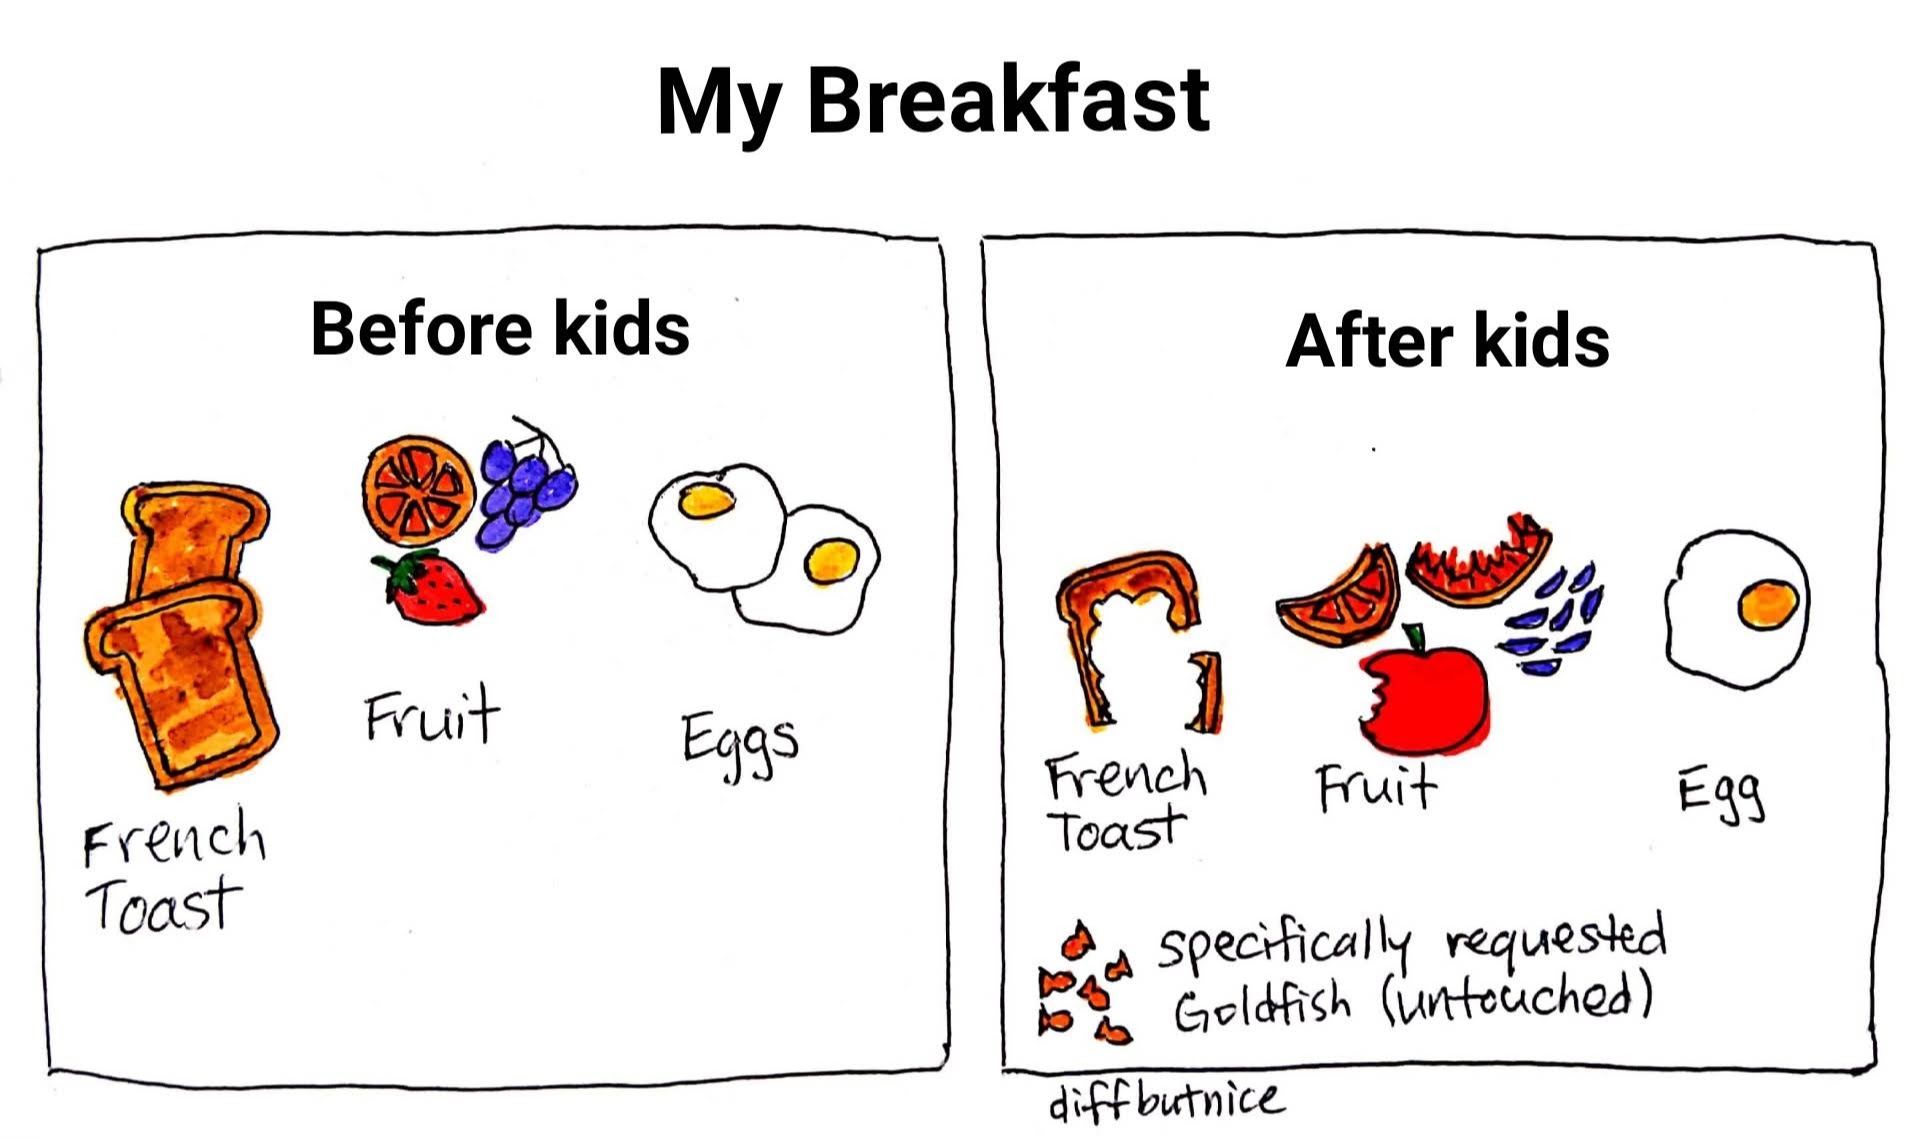 My Breakfast
Before kids
French
Toast
Fruit
Eggs
After kids
French
Toast
Fruit
Egg
specifically requested
Goldfish (untouched)
diffbutnice